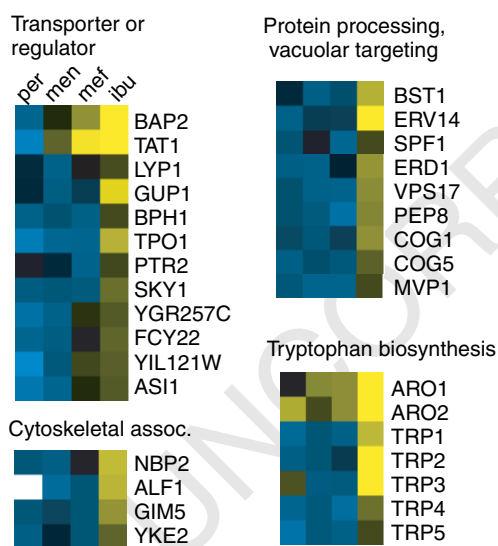 Transporter or
regulator
per men mef ibu
BAP2
TAT1
LYP1
GUP1
BPH1
TPO1
PTR2
SKY1
YGR257C
FCY22
YIL121W
ASI1
Cytoskeletal assoc.
NBP2
ALF1
GIM5
YKE2
Protein processing,
vacuolar targeting
BST1
ERV14
SPF1
ERD1
VPS17
PEP8
COG1
COG5
MVP1
Tryptophan biosynthesis
ARO1
ARO2
TRP1
TRP2
TRP3
TRP4
TRP5